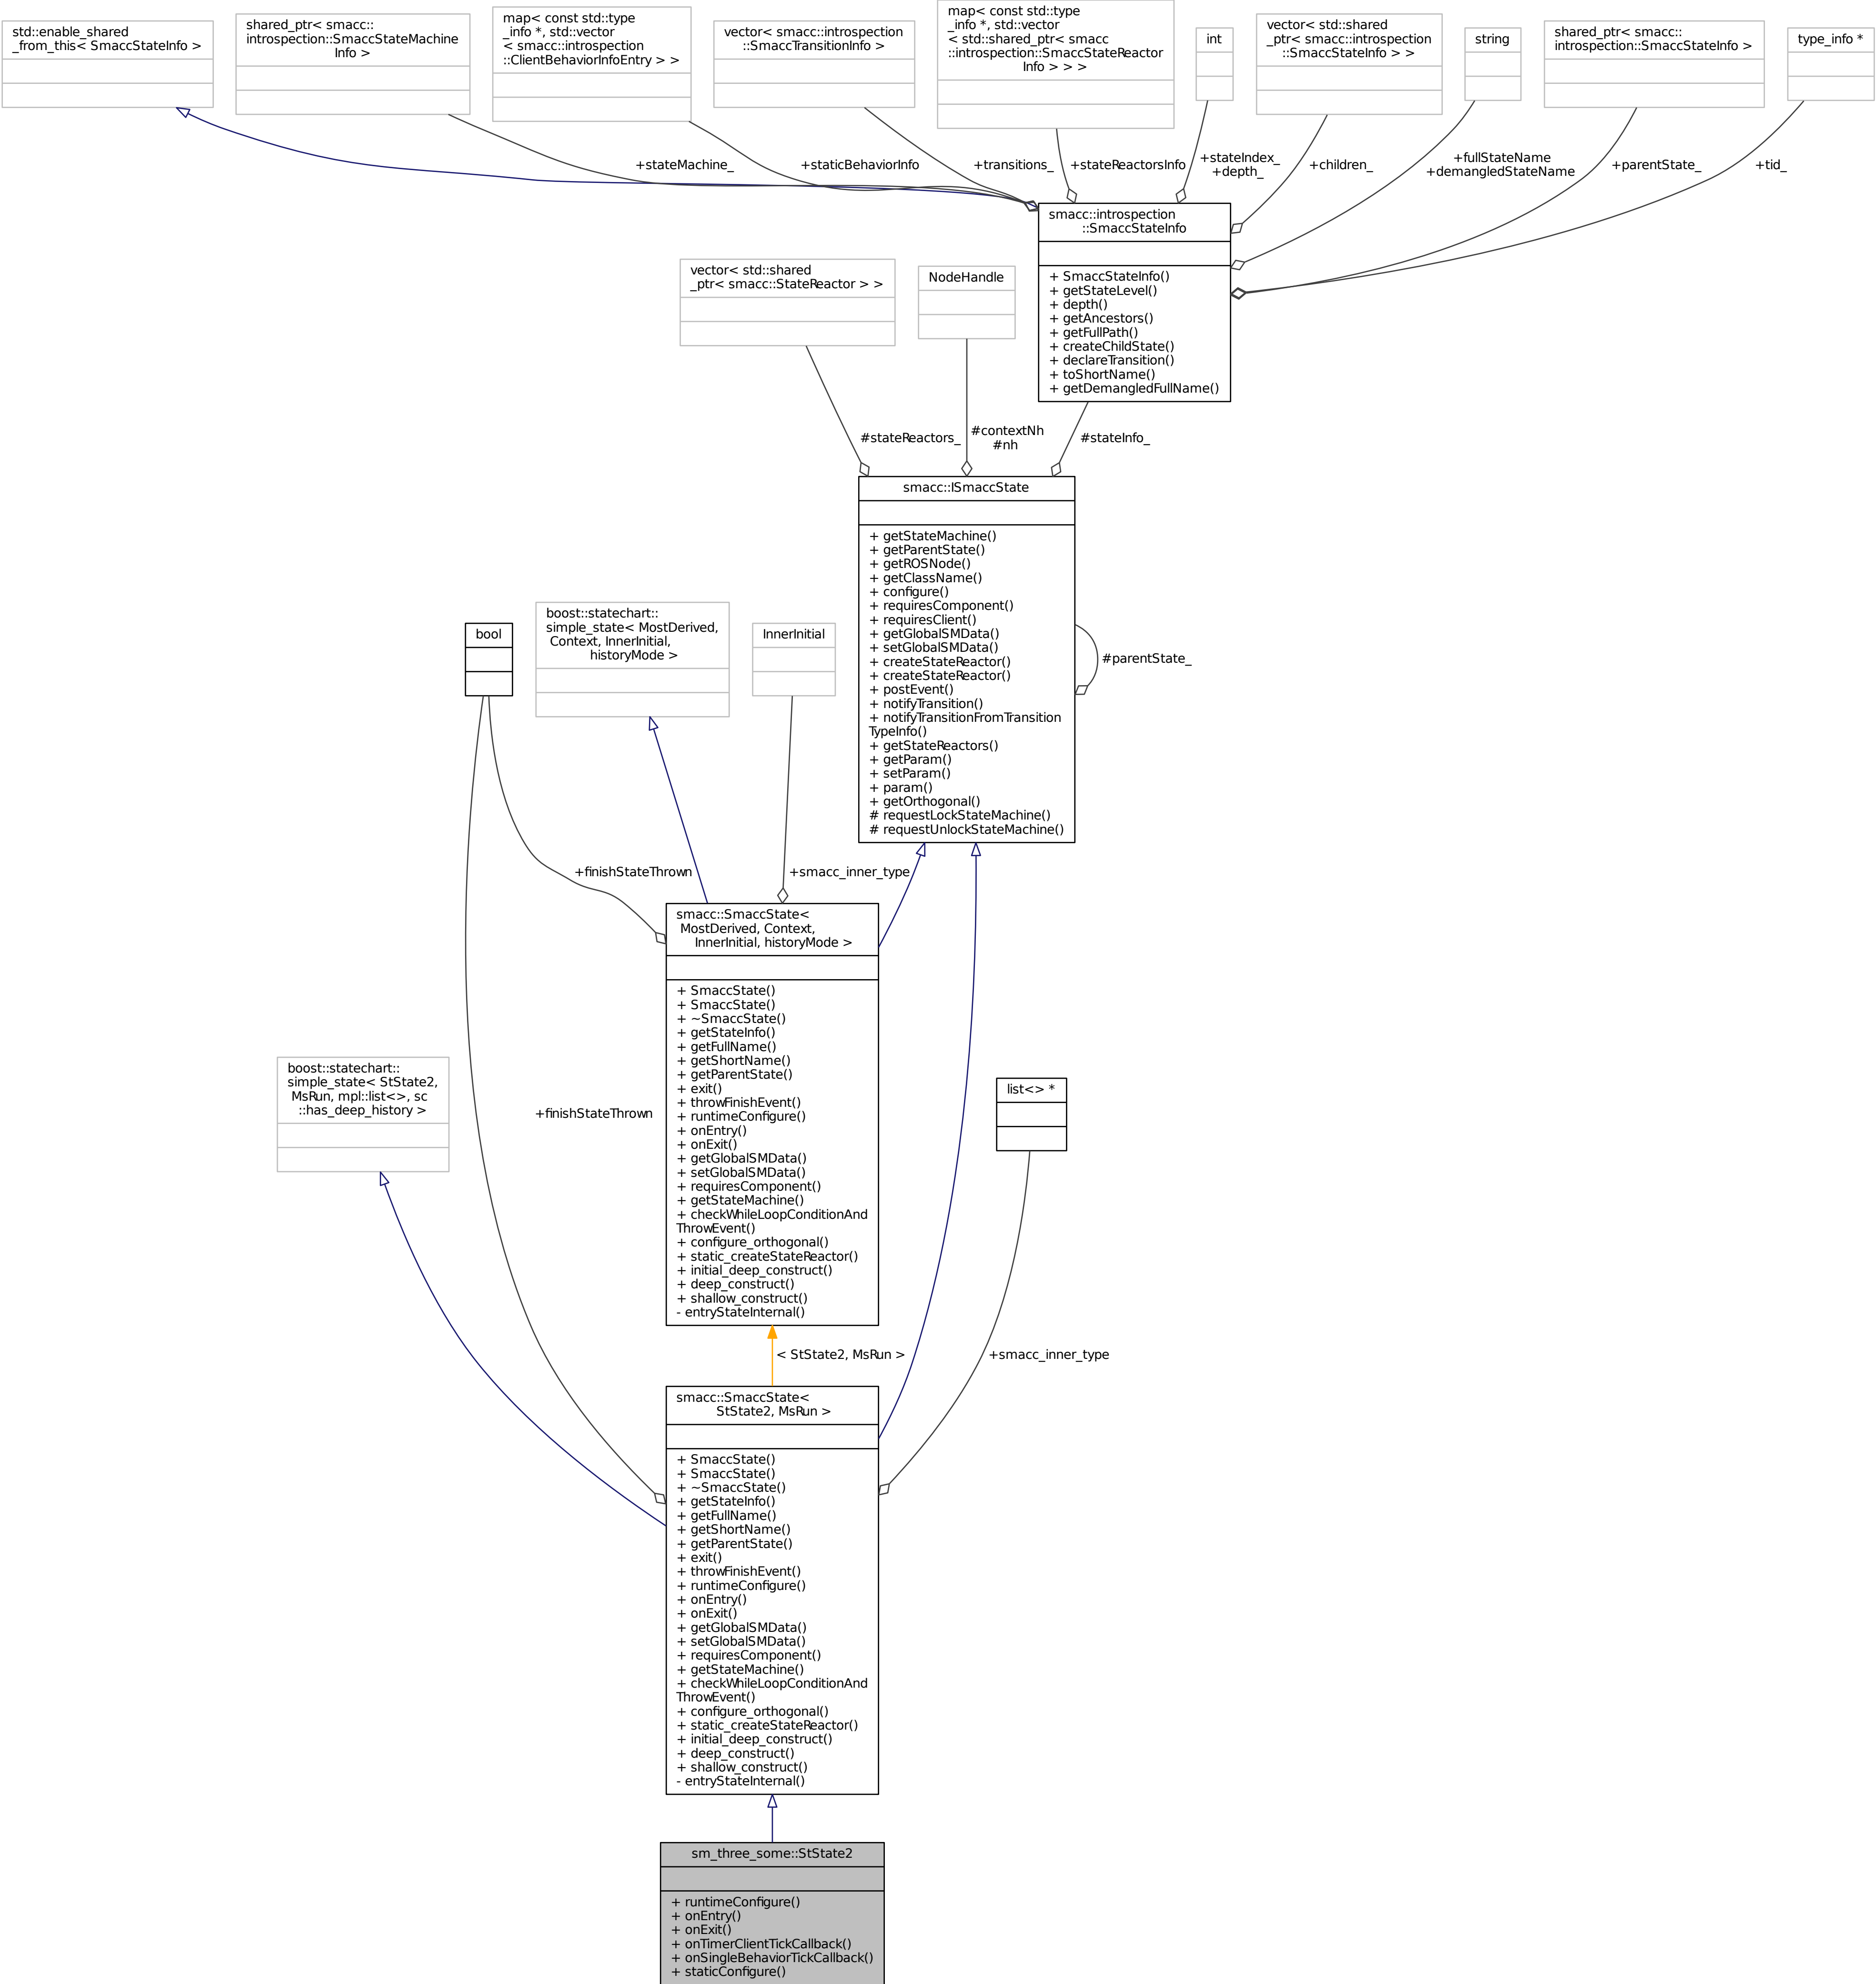 std::enable_shared
_from_this< SmaccStateInfo >
shared_ptr< smacc::
introspection::SmaccStateMachine
Info >
map< const std::type
_info *, std::vector
< smacc::introspection
::ClientBehaviorInfoEntry > >
vector< smacc::introspection
::SmaccTransitionInfo >
map< const std::type
_info *, std::vector
< std::shared_ptr< smacc
::introspection::SmaccStateReactor
Info > > >
int
vector< std::shared
_ptr< smacc::introspection
::SmaccStateInfo > >
string
shared_ptr< smacc::
introspection::SmaccStateInfo >
type_info *
+stateMachine_
+staticBehaviorInfo
+transitions_
+stateReactorsInfo
+stateIndex_
+depth_
+children_
+fullStateName
+demangledStateName
+parentState_
+tid_
smacc::introspection
::SmaccStateInfo
+ SmaccStateInfo()
+ getStateLevel()
+ depth()
+ getAncestors()
+ getFullPath()
+ createChildState()
+ declareTransition()
+ toShortName()
+ getDemangledFullName()
vector< std::shared
_ptr< smacc::StateReactor > >
NodeHandle
#stateReactors_
#contextNh
#nh
#stateInfo_
smacc::ISmaccState
+ getStateMachine()
+ getParentState()
+ getROSNode()
+ getClassName()
+ configure()
+ requiresComponent()
+ requiresClient()
+ getGlobalSMData()
+ setGlobalSMData()
+ createStateReactor()
+ createStateReactor()
+ postEvent()
+ notifyTransition()
+ notifyTransitionFromTransition
TypeInfo()
+ getStateReactors()
+ getParam()
+ setParam()
+ param()
+ getOrthogonal()
# requestLockStateMachine()
# requestUnlockStateMachine()
#parentState_
bool
boost::statechart::
simple_state< MostDerived,
Context, InnerInitial,
historyMode >
InnerInitial
+finishStateThrown
+smacc_inner_type
smacc::SmaccState<
MostDerived, Context,
InnerInitial, historyMode >
+ SmaccState()
+ SmaccState()
+ ~SmaccState()
+ getStateInfo()
+ getFullName()
+ getShortName()
+ getParentState()
+ exit()
+ throwFinishEvent()
+ runtimeConfigure()
+ onEntry()
+ onExit()
+ getGlobalSMData()
+ setGlobalSMData()
+ requiresComponent()
+ getStateMachine()
+ checkWhileLoopConditionAnd
ThrowEvent()
+ configure_orthogonal()
+ static_createStateReactor()
+ initial_deep_construct()
+ deep_construct()
+ shallow_construct()
- entryStateInternal()
boost::statechart::
simple_state< StState2,
MsRun, mpl::list<>, sc
::has_deep_history >
+finishStateThrown
list<> *
< StState2, MsRun >
+smacc_inner_type
smacc::SmaccState<
StState2, MsRun >
+ SmaccState()
+ SmaccState()
+ ~SmaccState()
+ getStateInfo()
+ getFullName()
+ getShortName()
+ getParentState()
+ exit()
+ throwFinishEvent()
+ runtimeConfigure()
+ onEntry()
+ onExit()
+ getGlobalSMData()
+ setGlobalSMData()
+ requiresComponent()
+ getStateMachine()
+ checkWhileLoopConditionAnd
ThrowEvent()
+ configure_orthogonal()
+ static_createStateReactor()
+ initial_deep_construct()
+ deep_construct()
+ shallow_construct()
- entryStateInternal()
sm_three_some::StState2
+ runtimeConfigure()
+ onEntry()
+ onExit()
+ onTimerClientTickCallback()
+ onSingleBehaviorTickCallback()
+ staticConfigure()